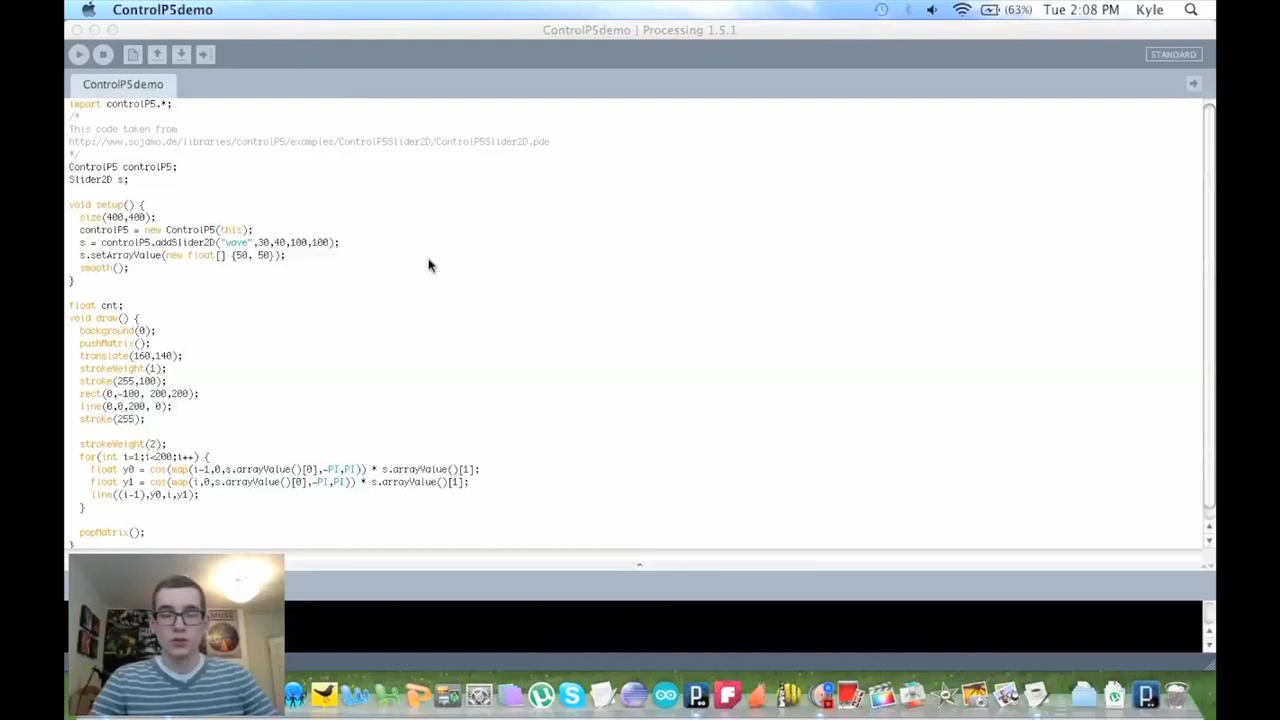 ControlP5demo
(63%) Tue 2:08 PM Kyle
ControlP5demo | Processing 1.5.1
STANDARD
ControlP5demo
import controlP5.*;
/*
This code taken from
http://www.sojamo.de/libraries/controlP5/examples/ControlP5Slider2D/ControlP5Slider2D.pde
*/
ControlP5 controlP5;
Slider2D s;
void setup() {
size(400,400);
controlP5 = new ControlP5(this);
s = controlP5.addSlider2D("wave",30,40,100,100);
s.setArrayValue(new float[] {50, 50});
smooth();
}
float cnt;
void draw() {
background(0);
pushMatrix();
translate(160,140);
strokeWeight(1);
stroke(255,100);
rect(0,-100, 200,200);
line(0,0,200, 0);
stroke(255);
strokeWeight(2);
for(int i=1;i<200;i++) {
float y0 = cos(map(i-1,0,s.arrayValue()[0],-PI,PI)) * s.arrayValue()[1];
float y1 = cos(map(i,0,s.arrayValue()[0],-PI,PI)) * s.arrayValue()[1];
line((i-1),y0,i,y1);
}
popMatrix();
}
MUSE